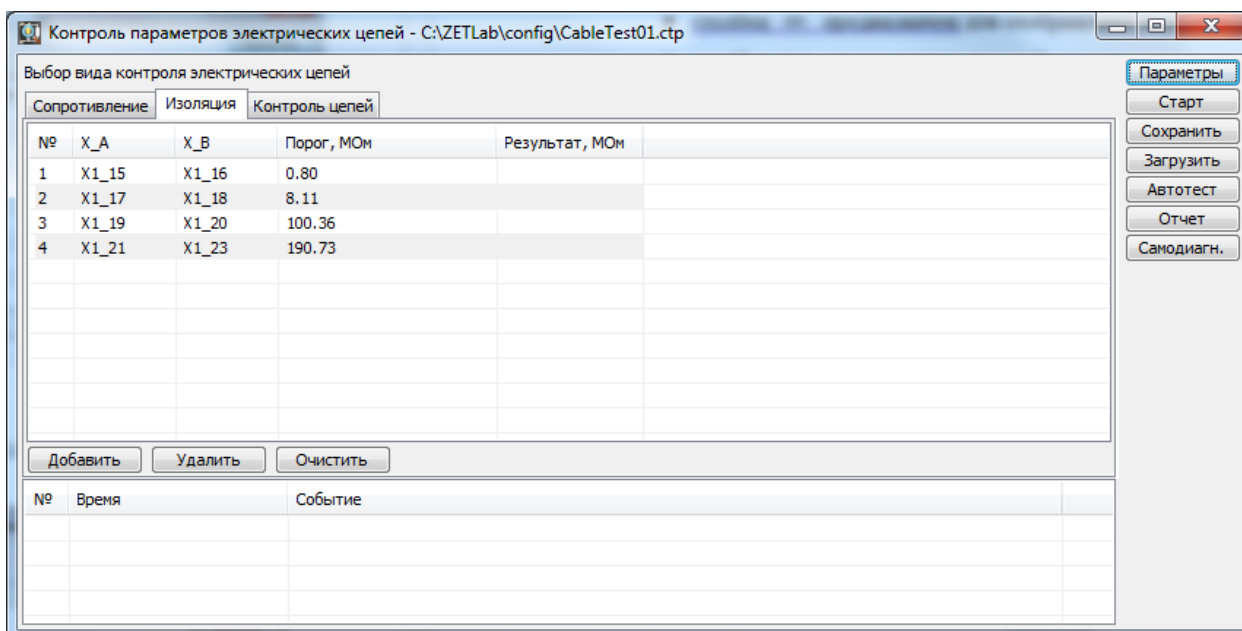 Контроль параметров электрических цепей - C:\ZETLab\config\CableTest01.ctp
Выбор вида контроля электрических цепей
Сопротивление Изоляция Контроль цепей
№ X_A X_B Порог, МОм Результат, МОм
1 X1_15 X1_16 0.80
2 X1_17 X1_18 8.11
3 X1_19 X1_20 100.36
4 X1_21 X1_23 190.73
Добавить Удалить Очистить
№ Время Событие
Параметры
Старт
Сохранить
Загрузить
Автотест
Отчет
Самодиагн.